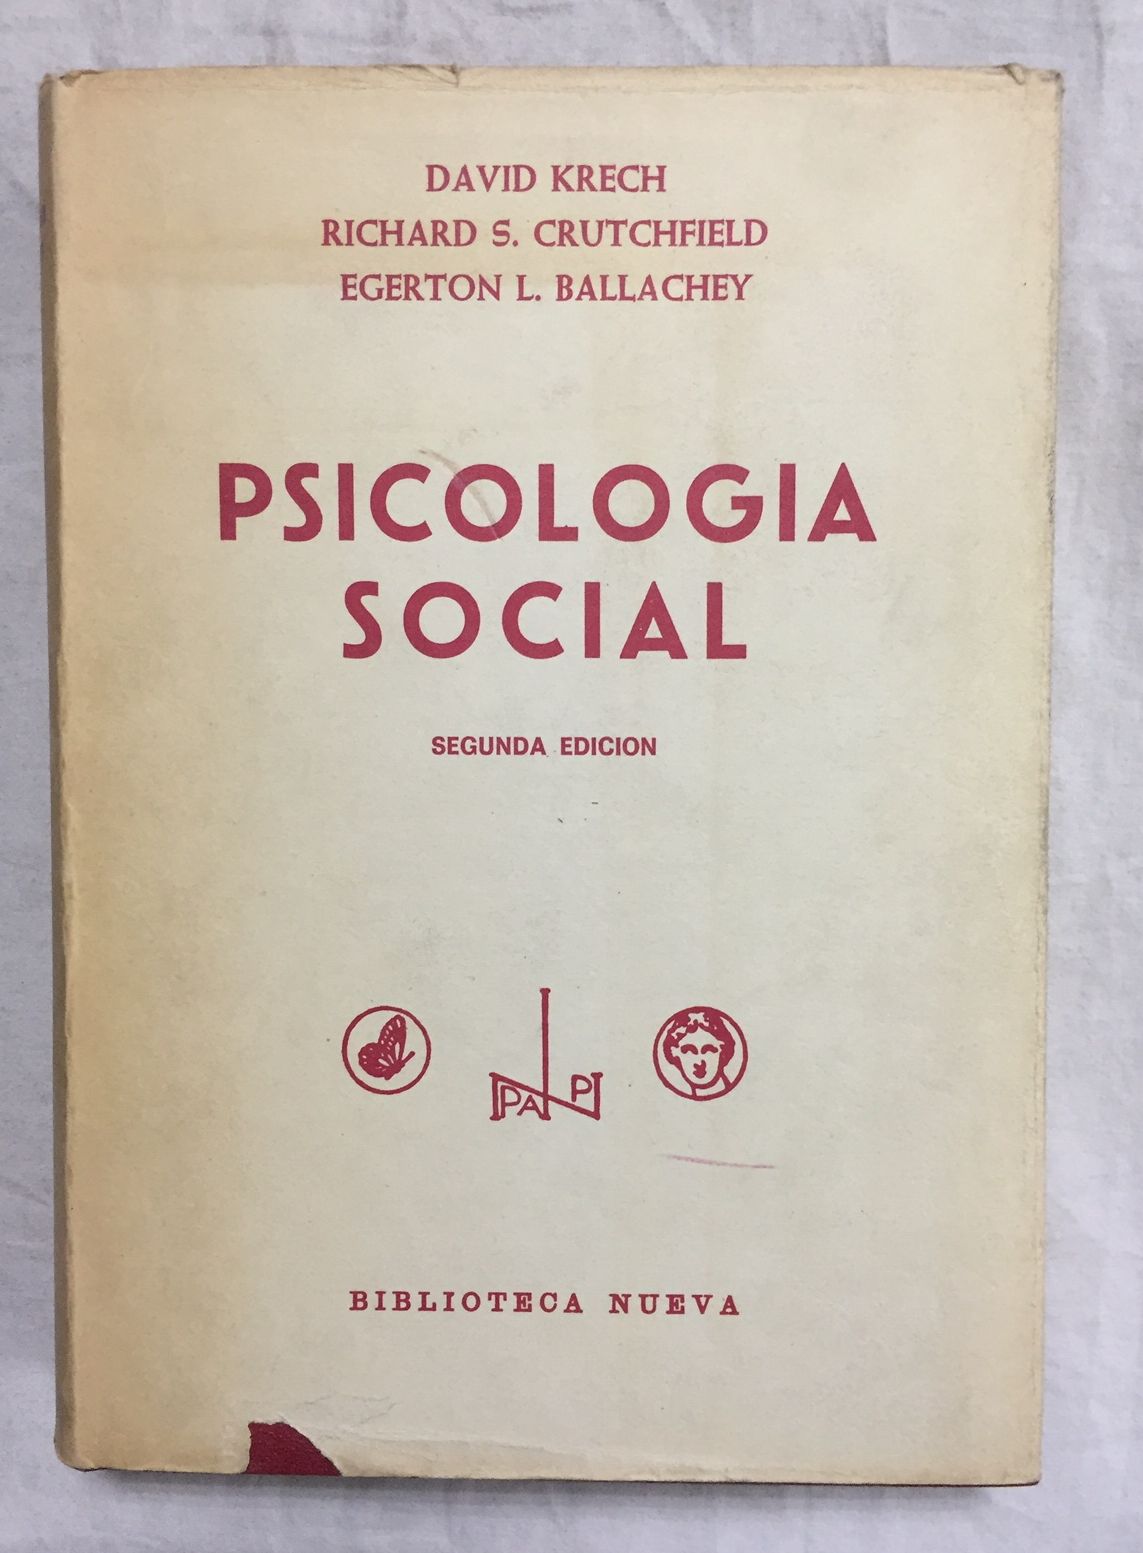 DAVID KRECH
RICHARD S. CRUTCHFIELD
EGERTON L. BALLACHEY
PSICOLOGIA
SOCIAL
SEGUNDA EDICION
BIBLIOTECA NUEVA